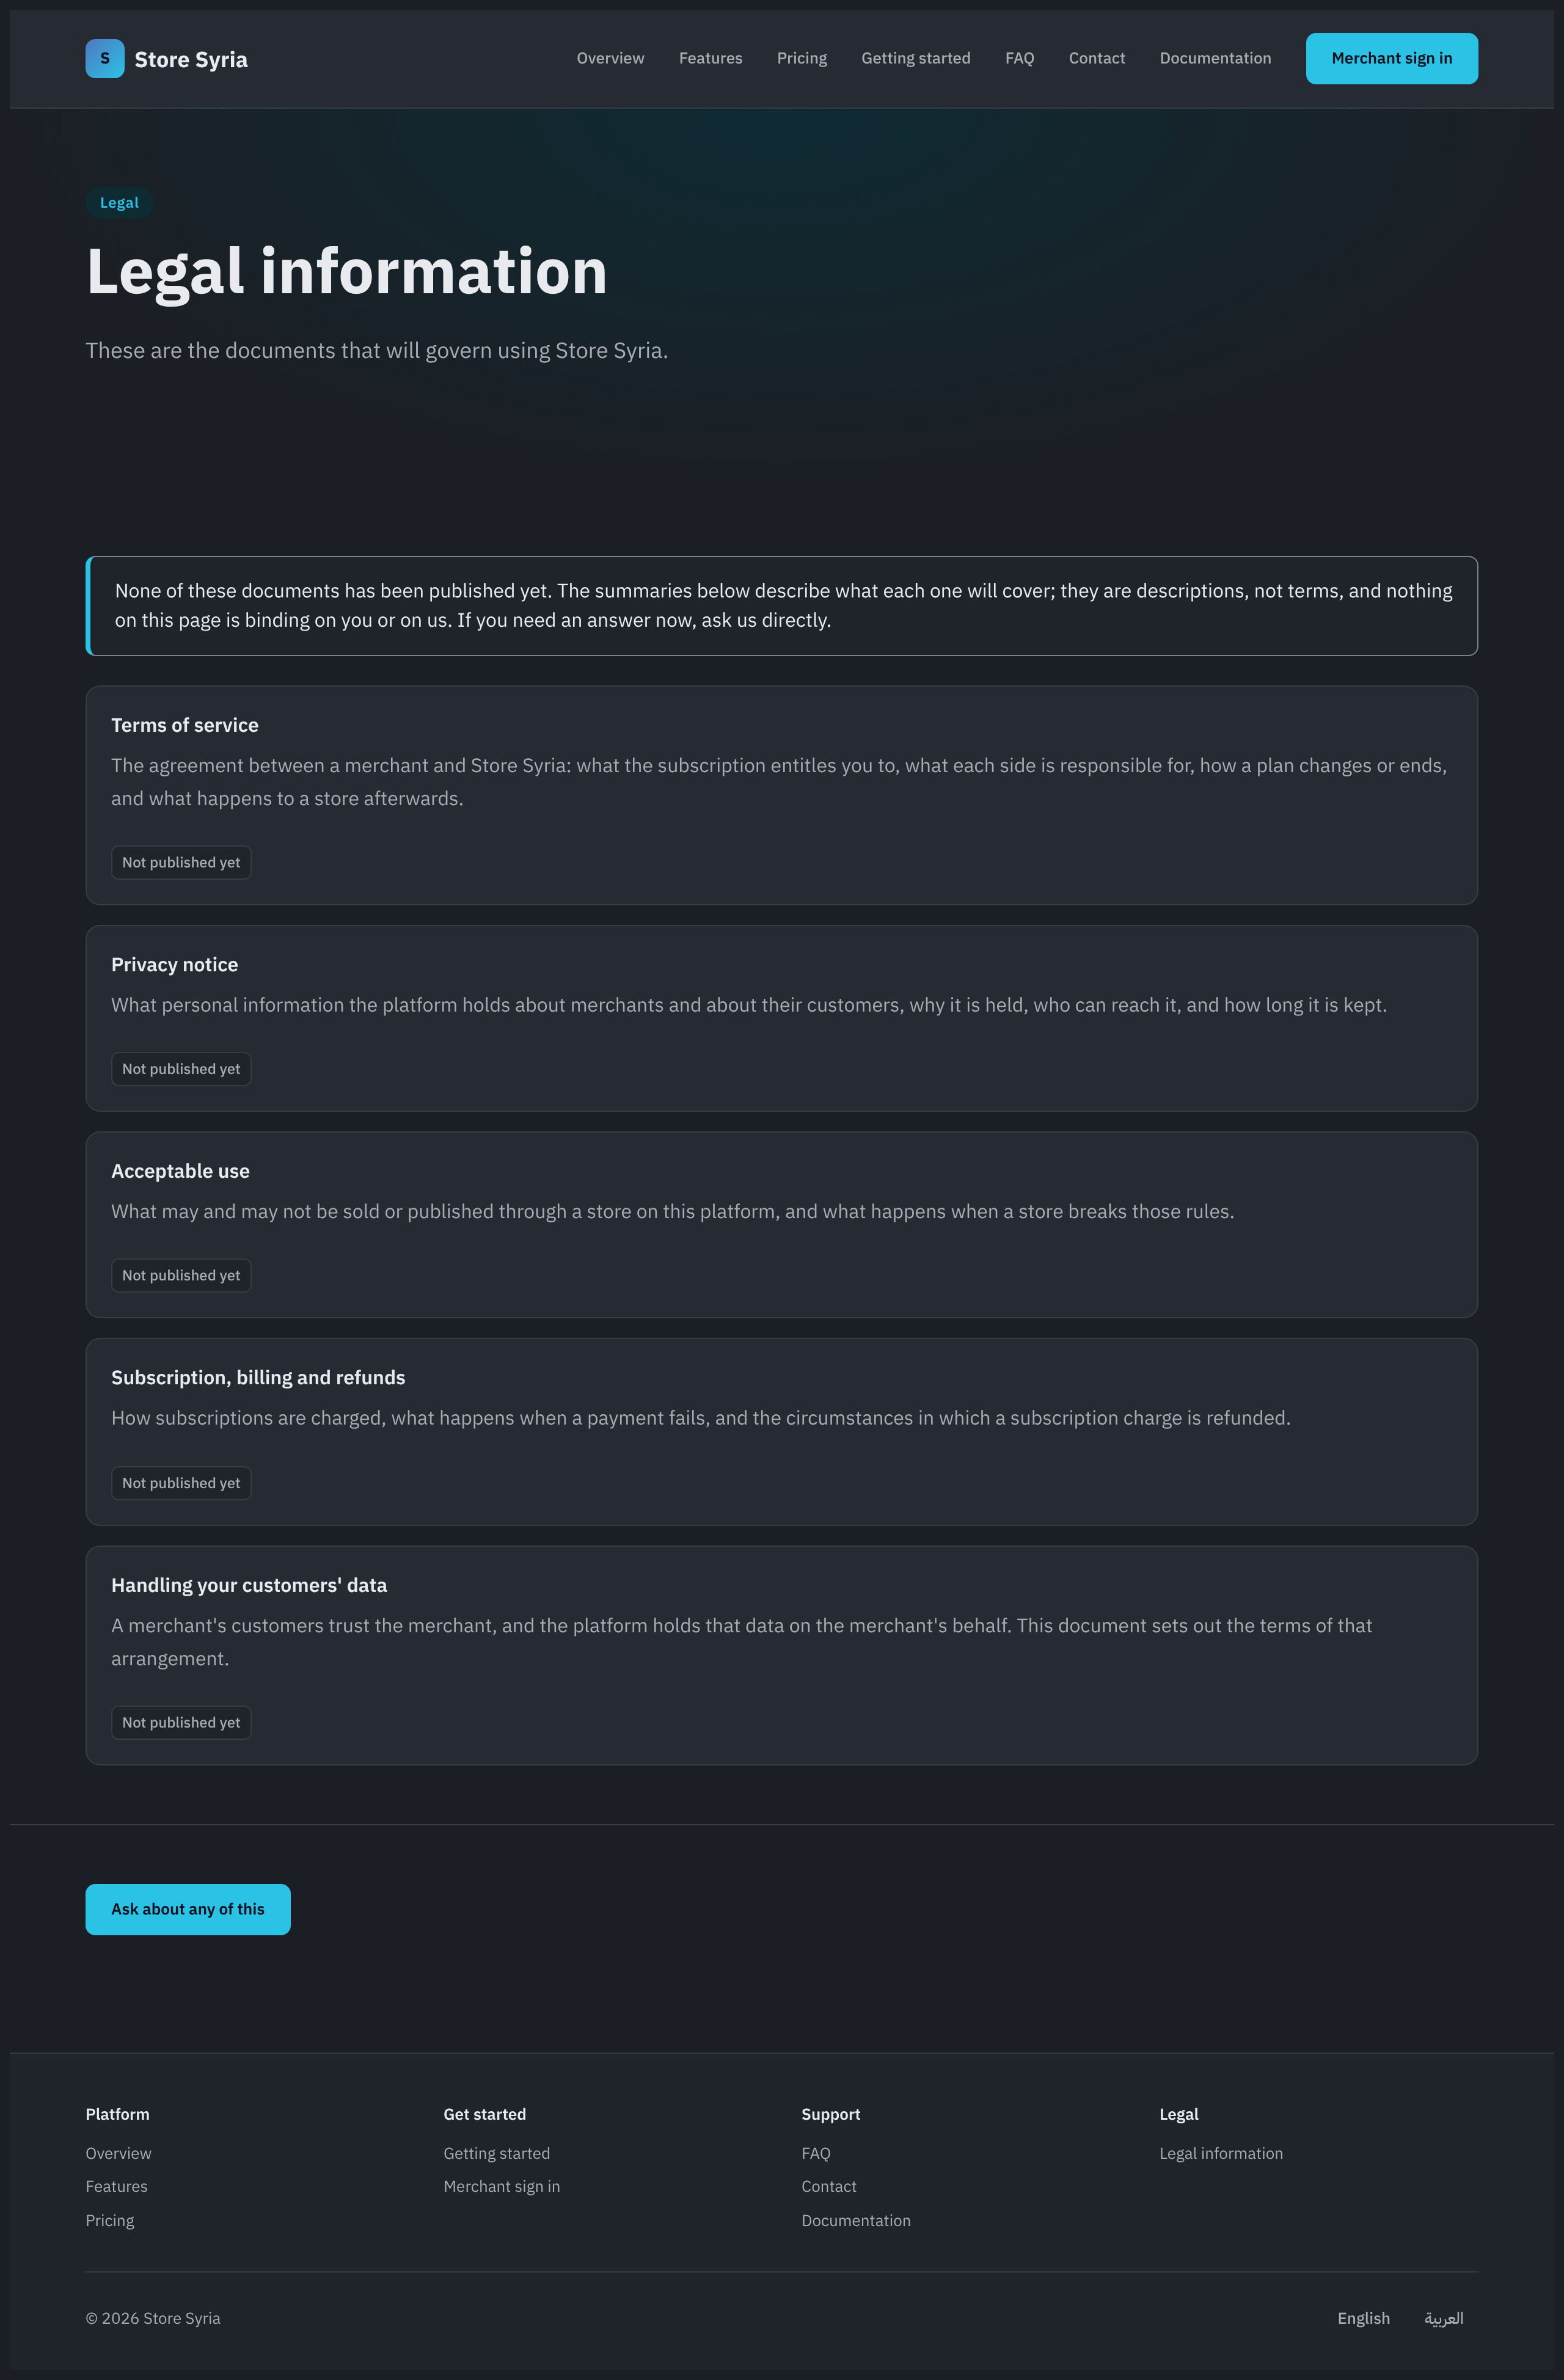 S
Store Syria
Overview
Features
Pricing
Getting started
FAQ
Contact
Documentation
Merchant sign in
Legal
Legal information
These are the documents that will govern using Store Syria.
None of these documents has been published yet. The summaries below describe what each one will cover; they are descriptions, not terms, and nothing
on this page is binding on you or on us. If you need an answer now, ask us directly.
Terms of service
The agreement between a merchant and Store Syria: what the subscription entitles you to, what each side is responsible for, how a plan changes or ends,
and what happens to a store afterwards.
Not published yet
Privacy notice
What personal information the platform holds about merchants and about their customers, why it is held, who can reach it, and how long it is kept.
Not published yet
Acceptable use
What may and may not be sold or published through a store on this platform, and what happens when a store breaks those rules.
Not published yet
Subscription, billing and refunds
How subscriptions are charged, what happens when a payment fails, and the circumstances in which a subscription charge is refunded.
Not published yet
Handling your customers' data
A merchant's customers trust the merchant, and the platform holds that data on the merchant's behalf. This document sets out the terms of that
arrangement.
Not published yet
Ask about any of this
Platform
Overview
Features
Pricing
Get started
Getting started
Merchant sign in
Support
FAQ
Contact
Documentation
Legal
Legal information
© 2026 Store Syria
English
العربية